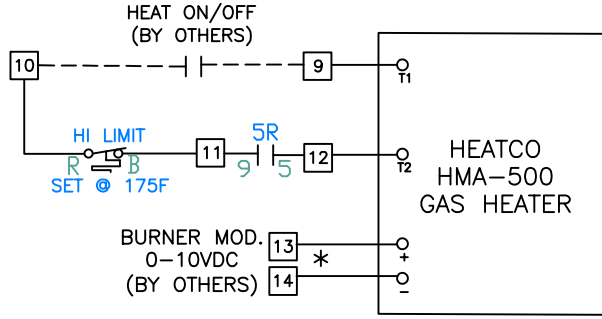 HEAT ON/OFF
(BY OTHERS)
10
9
T1
HI LIMIT
R
B
SET @ 175F
11
5R
9
5
12
T2
HEATCO
HMA-500
GAS HEATER
BURNER MOD.
0-10VDC
(BY OTHERS)
13
14
*
+
-